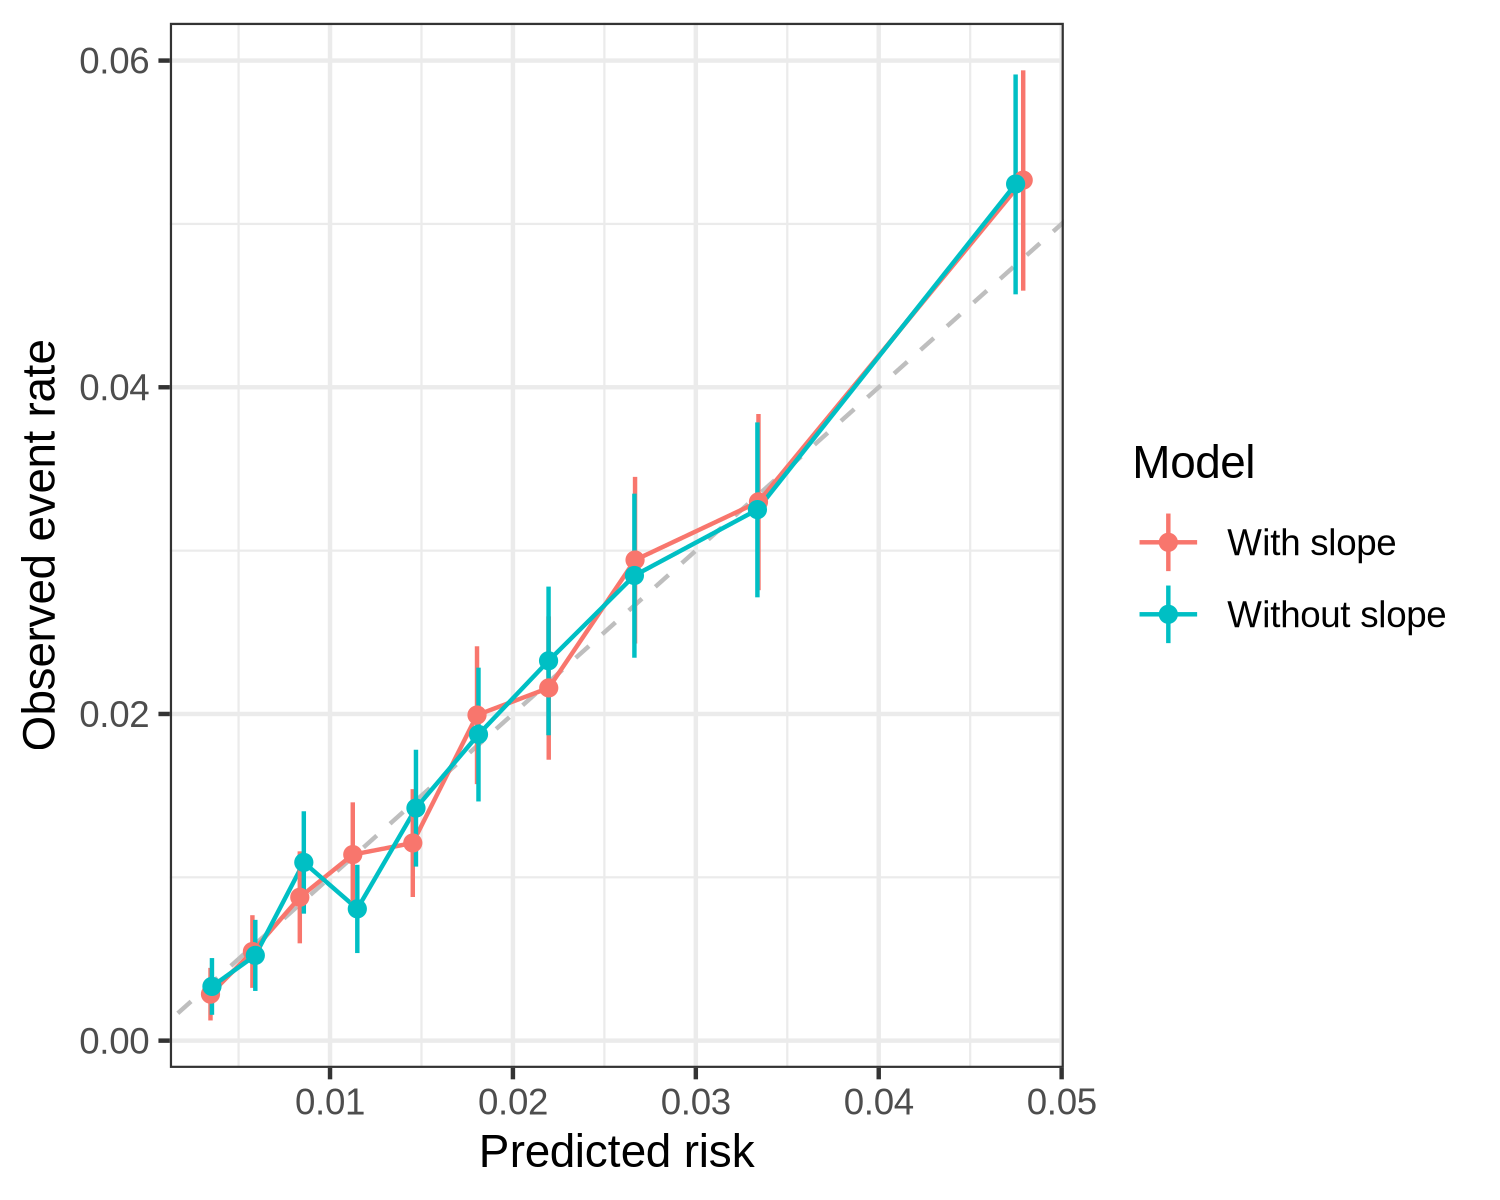 0.06
0.04
0.02
0.00
Observed event rate
0.01
0.02
0.03
0.04
0.05
Predicted risk
Model
With slope
Without slope